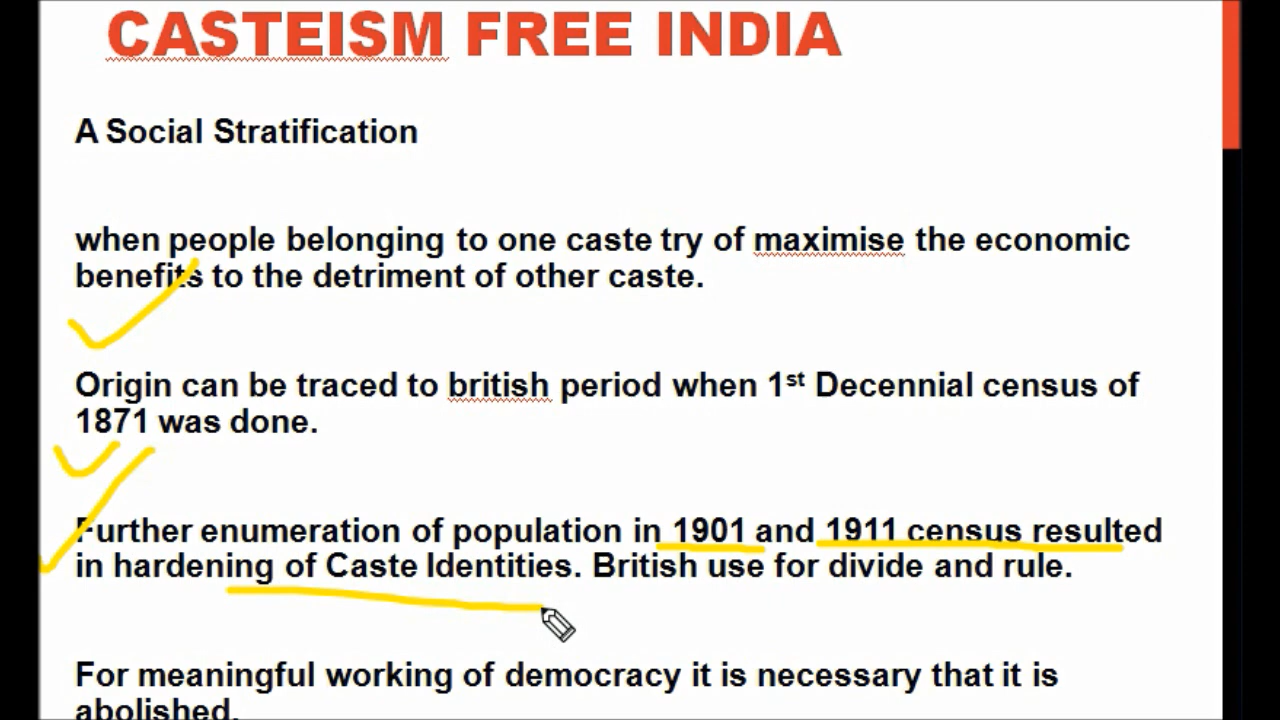 CASTEISM FREE INDIA
A Social Stratification
when people belonging to one caste try of maximise the economic
benefits to the detriment of other caste.
Origin can be traced to british period when 1st Decennial census of
1871 was done.
Further enumeration of population in 1901 and 1911 census resulted
in hardening of Caste Identities. British use for divide and rule.
For meaningful working of democracy it is necessary that it is
abolished.